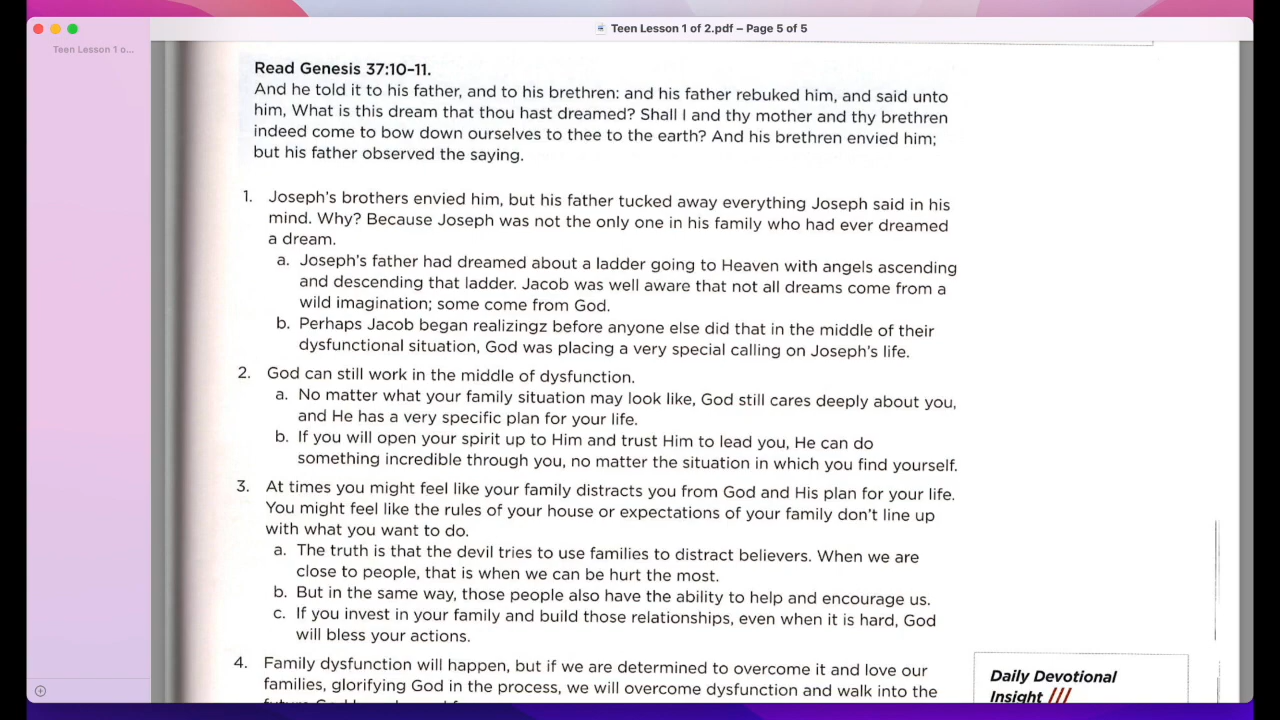 Teen Lesson 1 of 2.pdf – Page 5 of 5
Teen Lesson 1 o...
Read Genesis 37:10–11.
And he told it to his father, and to his brethren: and his father rebuked him, and said unto
him, What is this dream that thou hast dreamed? Shall I and thy mother and thy brethren
indeed come to bow down ourselves to thee to the earth? And his brethren envied him;
but his father observed the saying.
1. Joseph's brothers envied him, but his father tucked away everything Joseph said in his
mind. Why? Because Joseph was not the only one in his family who had ever dreamed
a dream.
a. Joseph's father had dreamed about a ladder going to Heaven with angels ascending
and descending that ladder. Jacob was well aware that not all dreams come from a
wild imagination; some come from God.
b. Perhaps Jacob began realizingz before anyone else did that in the middle of their
dysfunctional situation, God was placing a very special calling on Joseph's life.
2. God can still work in the middle of dysfunction.
a. No matter what your family situation may look like, God still cares deeply about you,
and He has a very specific plan for your life.
b. If you will open your spirit up to Him and trust Him to lead you, He can do
something incredible through you, no matter the situation in which you find yourself.
3. At times you might feel like your family distracts you from God and His plan for your life.
You might feel like the rules of your house or expectations of your family don't line up
with what you want to do.
a. The truth is that the devil tries to use families to distract believers. When we are
close to people, that is when we can be hurt the most.
b. But in the same way, those people also have the ability to help and encourage us.
c. If you invest in your family and build those relationships, even when it is hard, God
will bless your actions.
4. Family dysfunction will happen, but if we are determined to overcome it and love our
families, glorifying God in the process, we will overcome dysfunction and walk into the
Daily Devotional
Insight ///